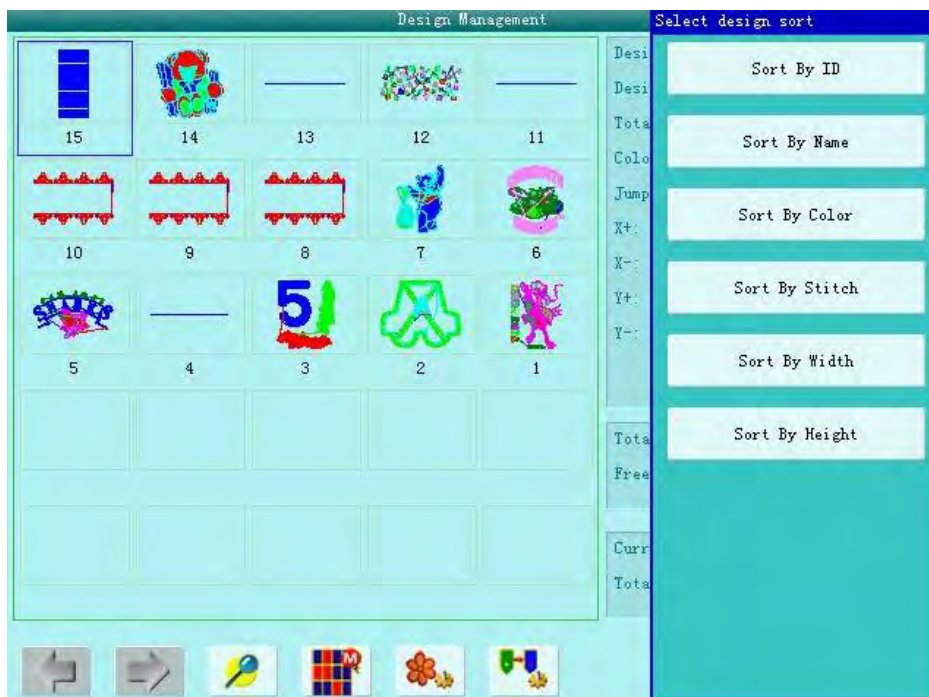 Design Management
Select design sort
15
14
13
12
11
10
9
8
7
6
5
4
3
2
1
Desi
Desi
Tota
Colo
Jump
X+:
X-:
Y+:
Y-:
Tota
Free
Curr
Tota
Sort By ID
Sort By Name
Sort By Color
Sort By Stitch
Sort By Width
Sort By Height
5
SHARKS
M